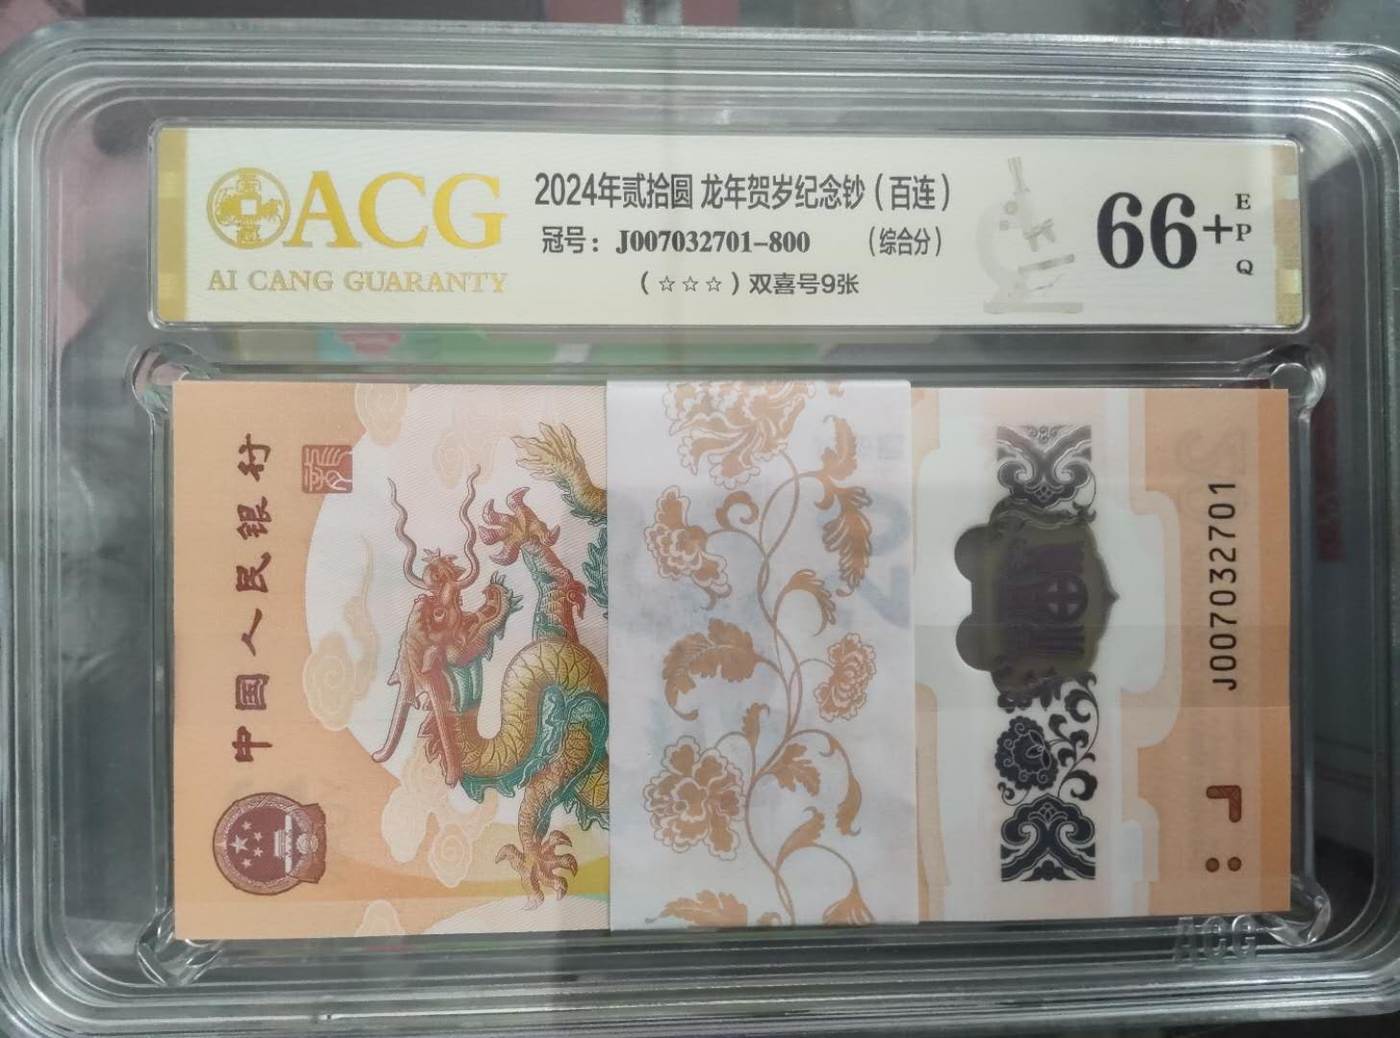 ACG
AI CANG GUARANTY
2024年贰拾圆 龙年贺岁纪念钞（百连）
冠号：J007032701-800 （综合分）
（☆☆☆）双喜号9张
66+
EPQ
中国人民银行
J007032701
ACG